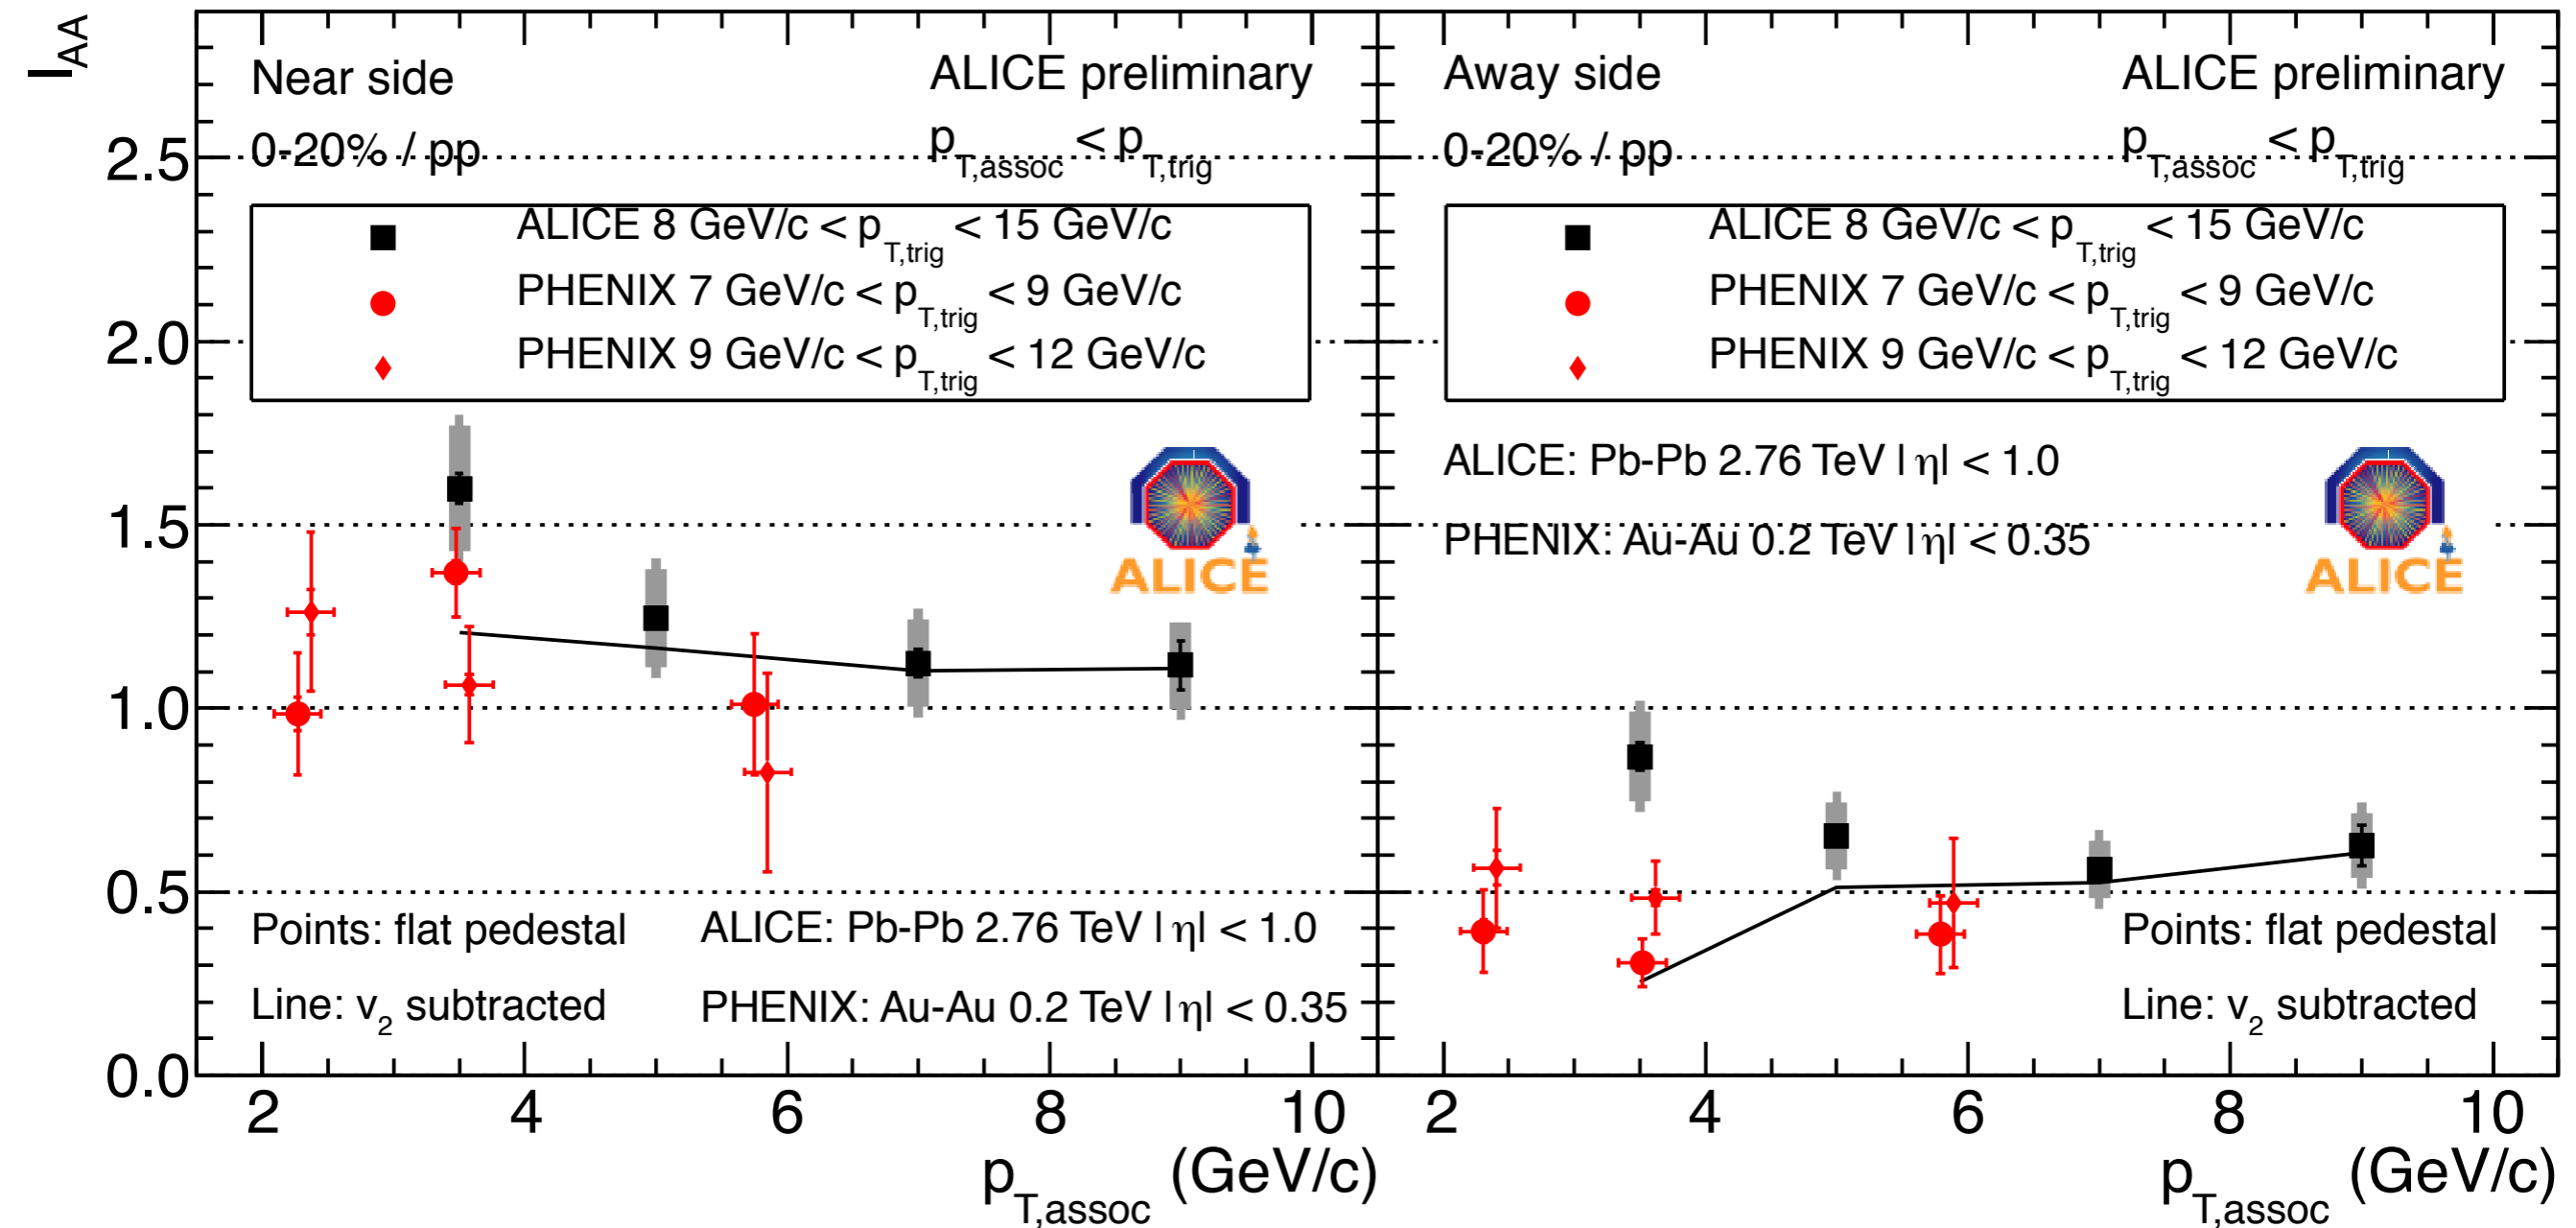 I_AA
Near side
ALICE preliminary
0-20% / pp
p_T,assoc < p_T,trig
ALICE 8 GeV/c < p_T,trig < 15 GeV/c
PHENIX 7 GeV/c < p_T,trig < 9 GeV/c
PHENIX 9 GeV/c < p_T,trig < 12 GeV/c
ALICE
Points: flat pedestal
Line: v_2 subtracted
ALICE: Pb-Pb 2.76 TeV |η| < 1.0
PHENIX: Au-Au 0.2 TeV |η| < 0.35
2.5
2.0
1.5
1.0
0.5
0.0
2 4 6 8 10
p_T,assoc (GeV/c)
Away side
ALICE preliminary
0-20% / pp
p_T,assoc < p_T,trig
ALICE 8 GeV/c < p_T,trig < 15 GeV/c
PHENIX 7 GeV/c < p_T,trig < 9 GeV/c
PHENIX 9 GeV/c < p_T,trig < 12 GeV/c
ALICE: Pb-Pb 2.76 TeV |η| < 1.0
PHENIX: Au-Au 0.2 TeV |η| < 0.35
ALICE
Points: flat pedestal
Line: v_2 subtracted
2 4 6 8 10
p_T,assoc (GeV/c)